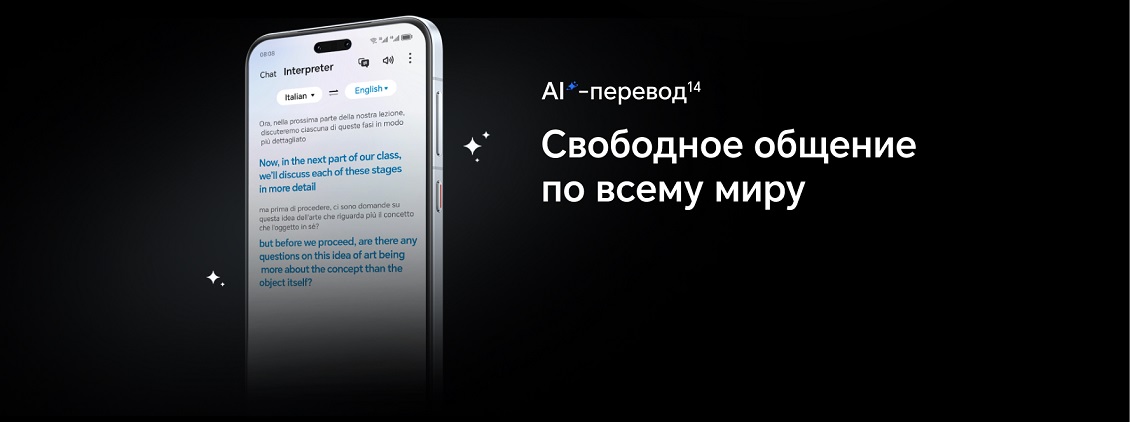 08:08
Chat Interpreter
Italian English
Ora, nella prossima parte della nostra lezione,
discuteremo ciascuna di queste fasi in modo
più dettagliato
Now, in the next part of our class,
we'll discuss each of these stages
in more detail
ma prima di procedere, ci sono domande su
questa idea dell'arte che riguarda più il concetto
che l'oggetto in sé?
but before we proceed, are there any
questions on this idea of art being
more about the concept than the
object itself?
AI-перевод14
Свободное общение
по всему миру